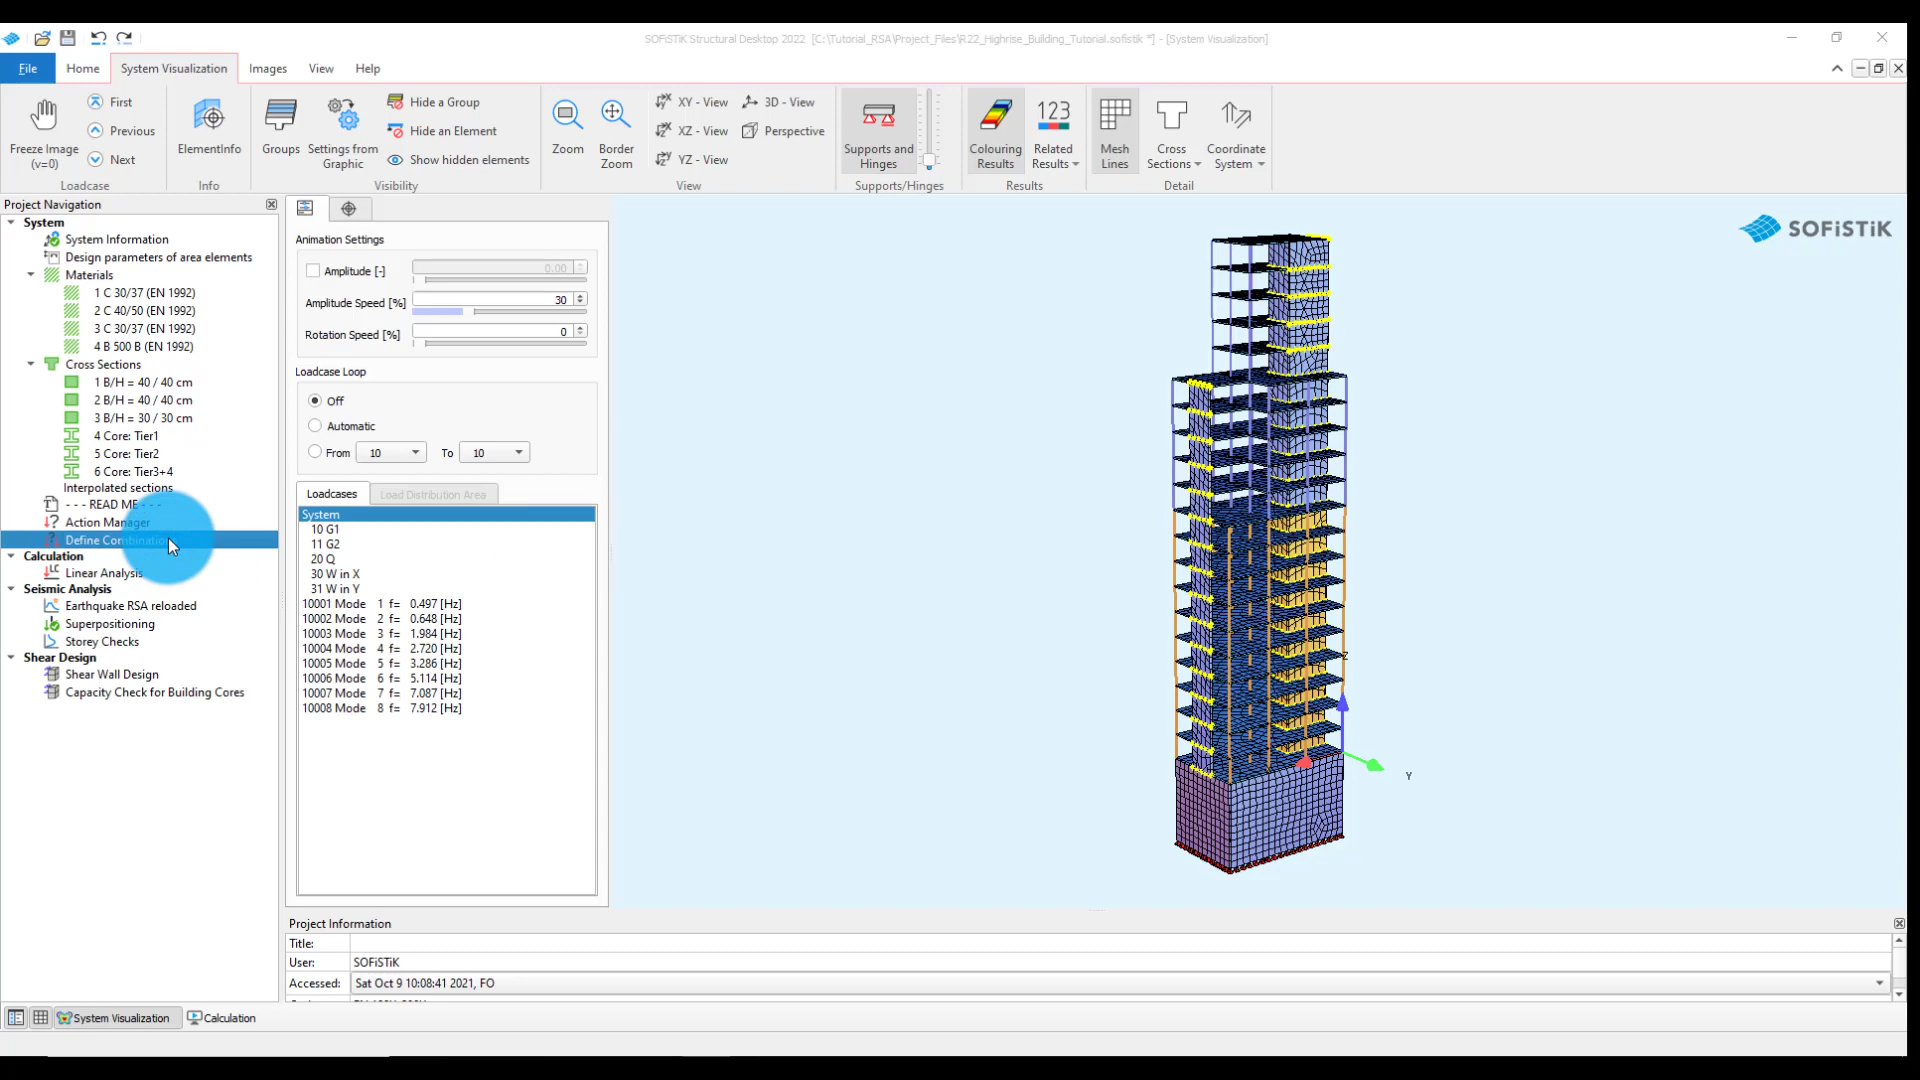 SOFiSTiK Structural Desktop 2022 [C:\Tutorial_RSA\Project_Files\R22_Highrise_Building_Tutorial.sofistik *] - [System Visualization]
File Home System Visualization Images View Help
Freeze Image (v=0)
First
Previous
Next
Loadcase
ElementInfo
Info
Groups
Settings from Graphic
Hide a Group
Hide an Element
Show hidden elements
Visibility
Zoom
Border Zoom
XY - View
XZ - View
YZ - View
3D - View
Perspective
View
Supports and Hinges
Supports/Hinges
Colouring Results
123
Related Results
Results
Mesh Lines
Cross Sections
Coordinate System
Detail
Project Navigation
System
System Information
Design parameters of area elements
Materials
1 C 30/37 (EN 1992)
2 C 40/50 (EN 1992)
3 C 30/37 (EN 1992)
4 B 500 B (EN 1992)
Cross Sections
1 B/H = 40 / 40 cm
2 B/H = 40 / 40 cm
3 B/H = 30 / 30 cm
4 Core: Tier1
5 Core: Tier2
6 Core: Tier3+4
Interpolated sections
- - - READ ME - - -
Action Manager
Define Combination
Calculation
Linear Analysis
Seismic Analysis
Earthquake RSA reloaded
Superpositioning
Storey Checks
Shear Design
Shear Wall Design
Capacity Check for Building Cores
Animation Settings
Amplitude [-] 0.00
Amplitude Speed [%] 30
Rotation Speed [%] 0
Loadcase Loop
Off
Automatic
From 10 To 10
Loadcases Load Distribution Area
System
10 G1
11 G2
20 Q
30 W in X
31 W in Y
10001 Mode 1 f= 0.497 [Hz]
10002 Mode 2 f= 0.648 [Hz]
10003 Mode 3 f= 1.984 [Hz]
10004 Mode 4 f= 2.720 [Hz]
10005 Mode 5 f= 3.286 [Hz]
10006 Mode 6 f= 5.114 [Hz]
10007 Mode 7 f= 7.087 [Hz]
10008 Mode 8 f= 7.912 [Hz]
SOFiSTiK
Z
Y
Project Information
Title:
User: SOFiSTiK
Accessed: Sat Oct 9 10:08:41 2021, FO
System Visualization Calculation